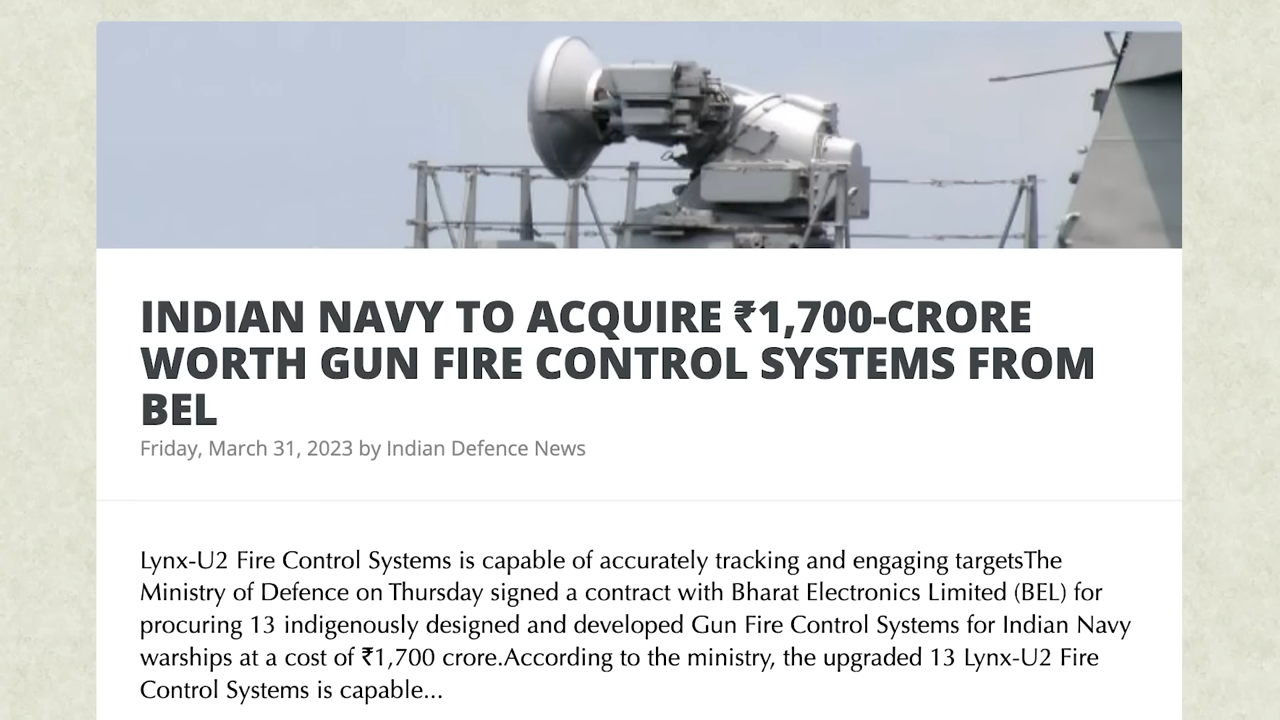 INDIAN NAVY TO ACQUIRE ₹1,700-CRORE
WORTH GUN FIRE CONTROL SYSTEMS FROM
BEL
Friday, March 31, 2023 by Indian Defence News
Lynx-U2 Fire Control Systems is capable of accurately tracking and engaging targetsThe
Ministry of Defence on Thursday signed a contract with Bharat Electronics Limited (BEL) for
procuring 13 indigenously designed and developed Gun Fire Control Systems for Indian Navy
warships at a cost of ₹1,700 crore.According to the ministry, the upgraded 13 Lynx-U2 Fire
Control Systems is capable...